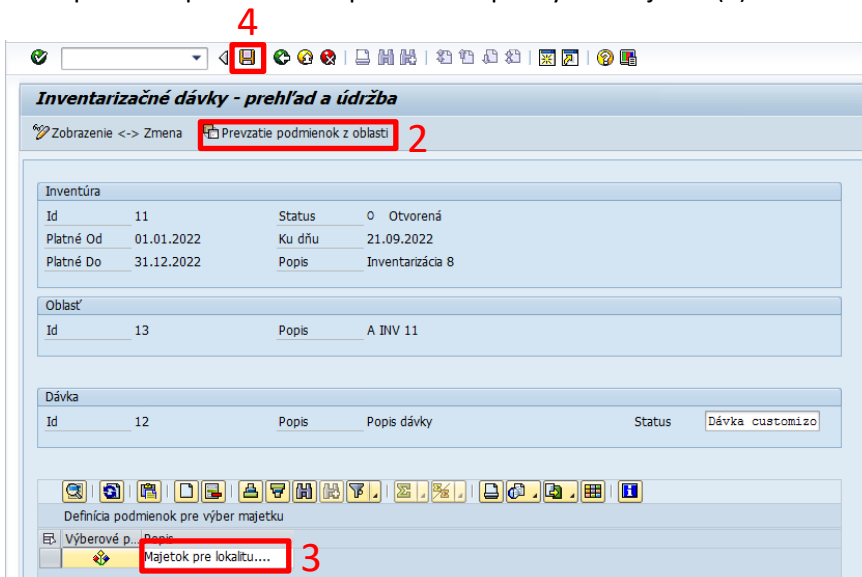 4
Inventarizačné dávky - prehľad a údržba
Zobrazenie <-> Zmena Prevzatie podmienok z oblasti 2
Inventúra
Id 11 Status O Otvorená
Platné Od 01.01.2022 Ku dňu 21.09.2022
Platné Do 31.12.2022 Popis Inventarizácia 8
Oblasť
Id 13 Popis A INV 11
Dávka
Id 12 Popis Popis dávky Status Dávka customizo
Definícia podmienok pre výber majetku
Výberové p... Popis
Majetok pre lokalitu.... 3